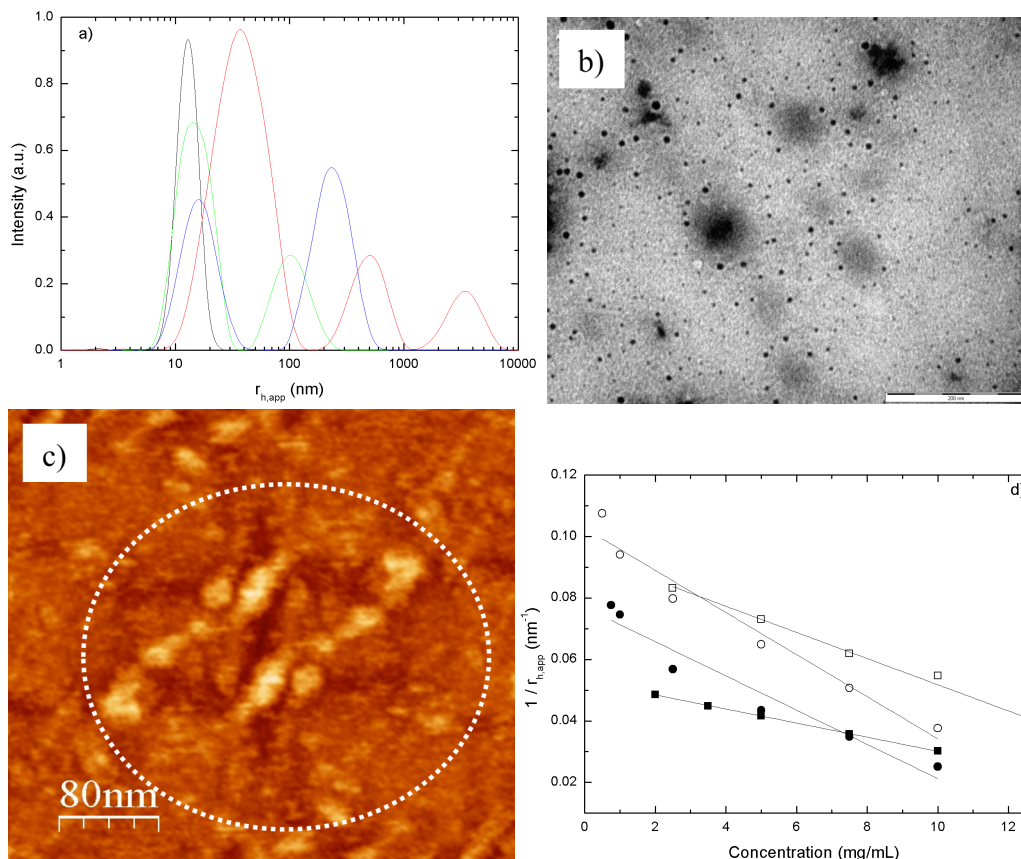 a)
1.0
0.8
0.6
0.4
0.2
0.0
Intensity (a.u.)
1 10 100 1000 10000
r h,app (nm)
b)
200 nm
c)
80nm
d)
0.12
0.10
0.08
0.06
0.04
0.02
1 / r h,app (nm-1)
0 2 4 6 8 10 12
Concentration (mg/mL)